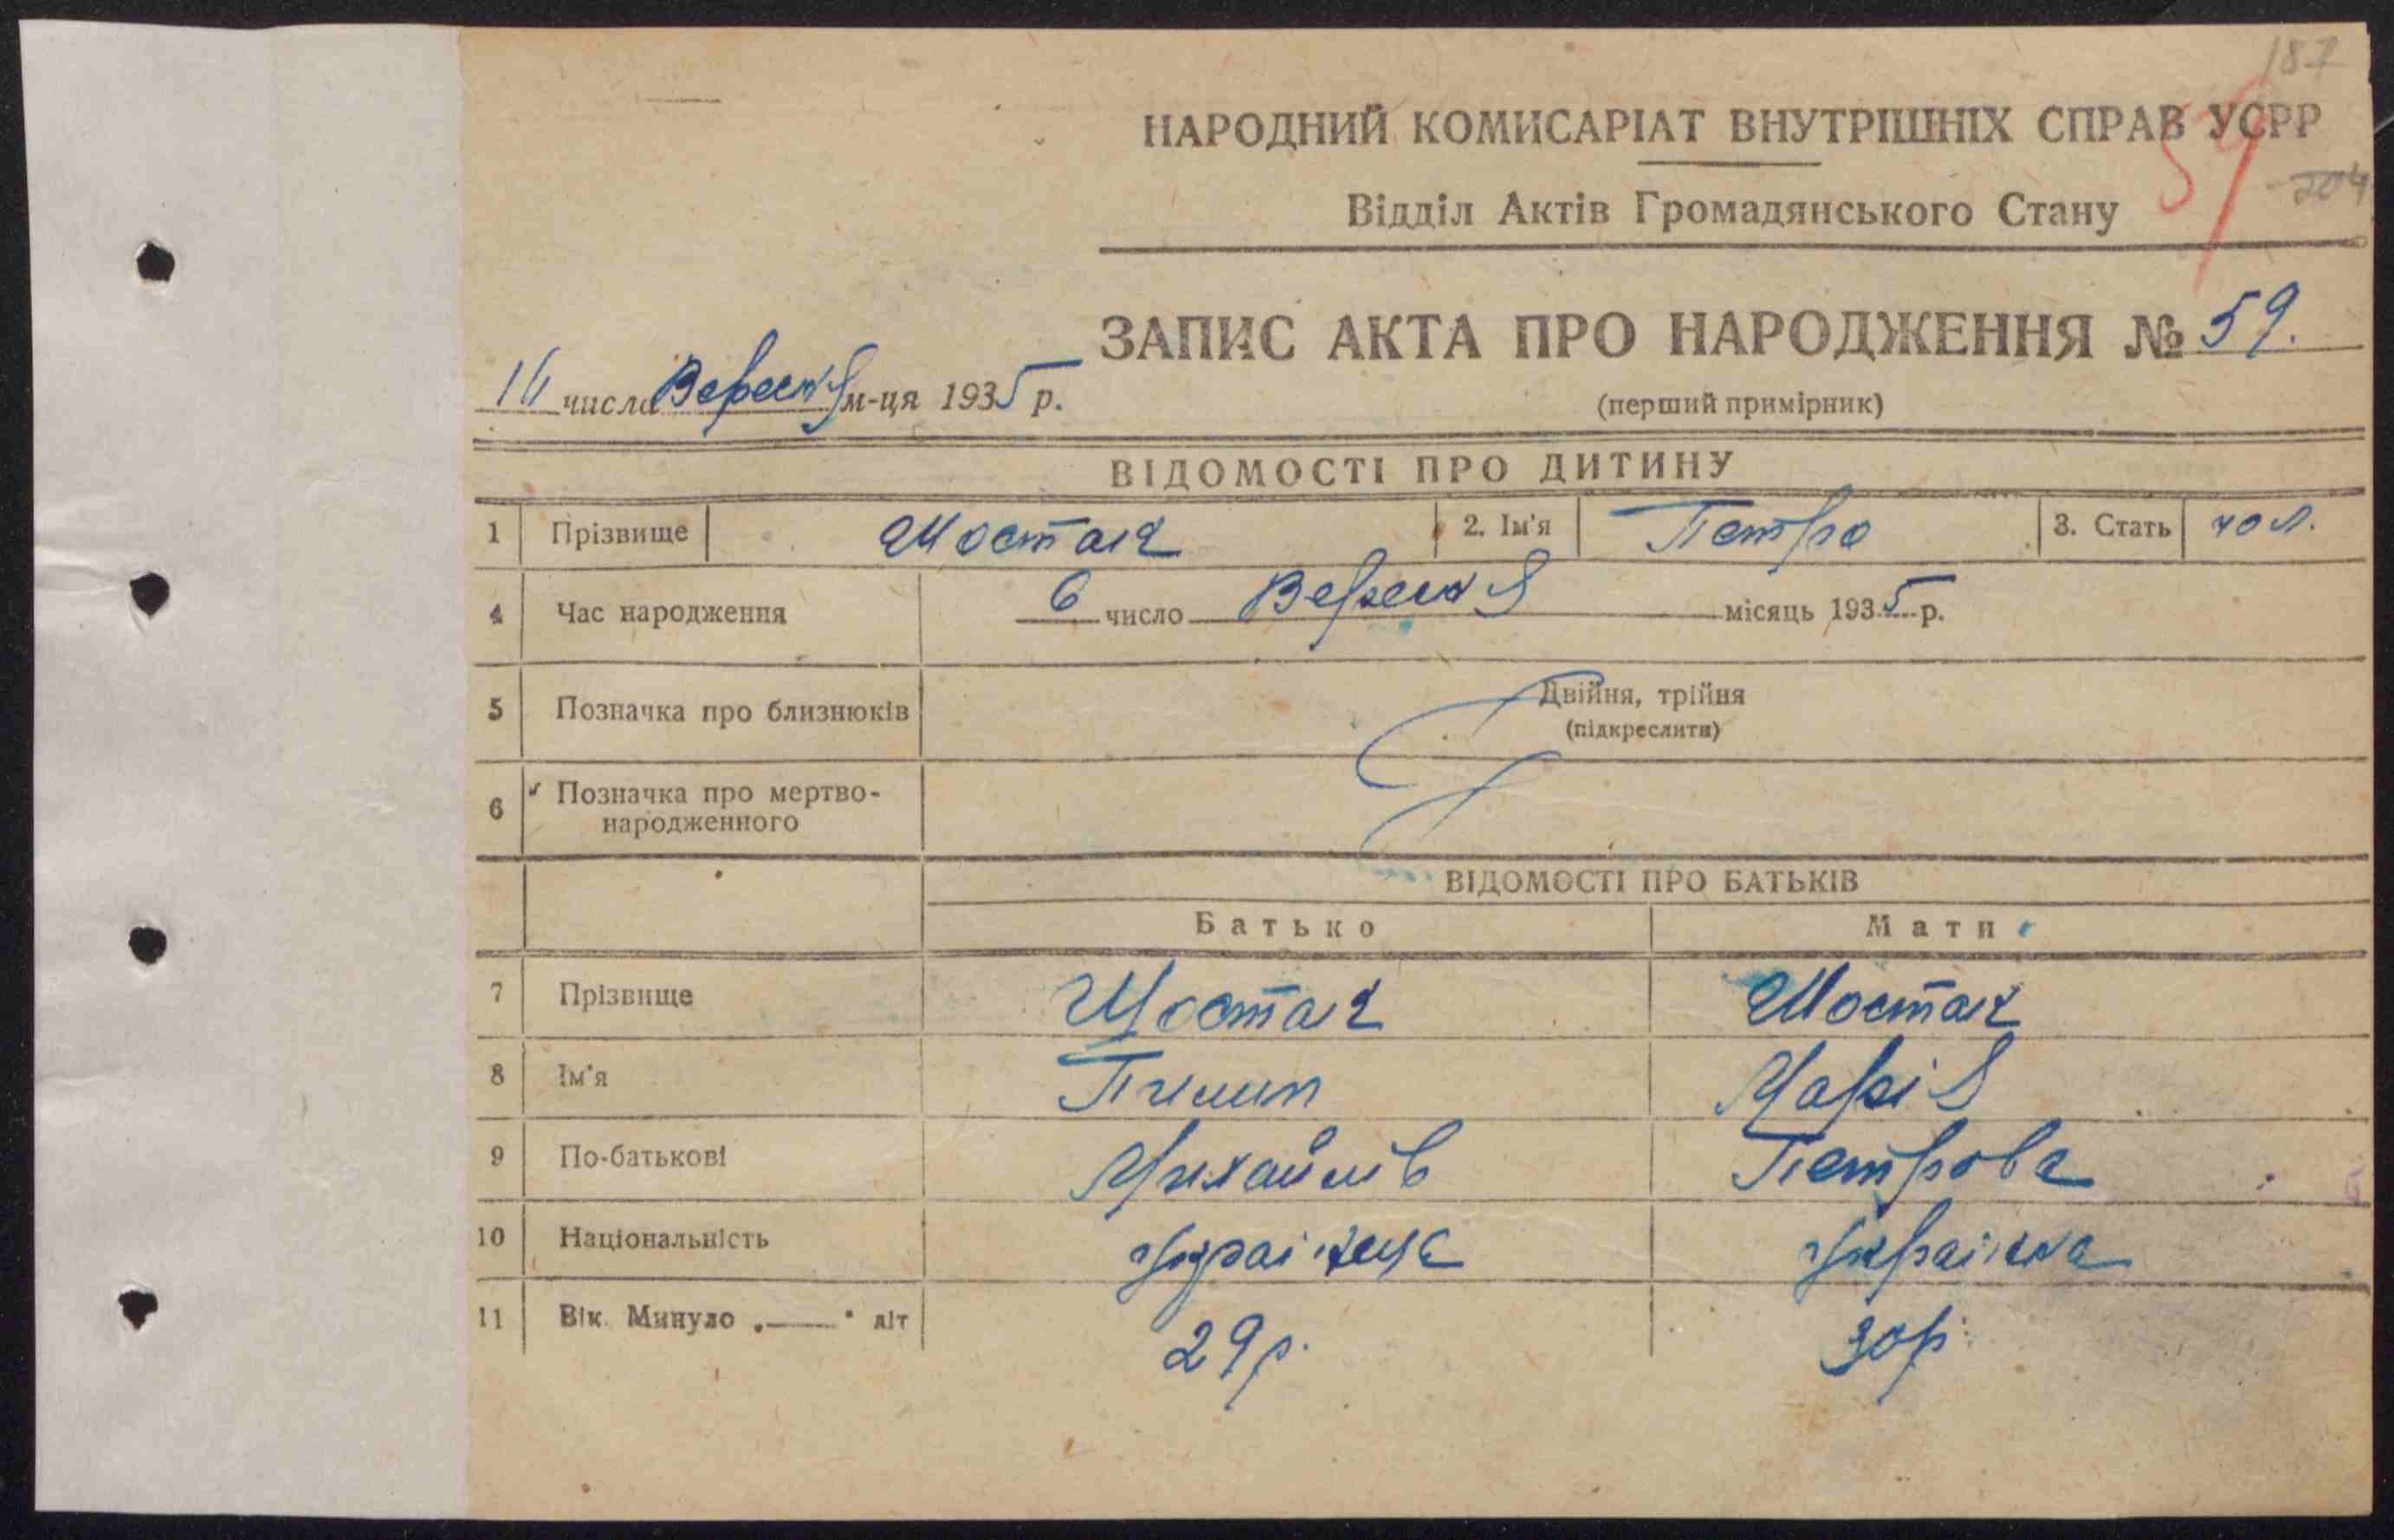 187
НАРОДНИЙ КОМИСАРІАТ ВНУТРІШНІХ СПРАВ УСРР
59
204
Відділ Актів Громадянського Стану
ЗАПИС АКТА ПРО НАРОДЖЕННЯ № 59.
числа Вересня м-ця 1935 р.
(перший примірник)
ВІДОМОСТІ ПРО ДИТИНУ
1 Прізвище Шостак 2. Ім'я Петро 3. Стать чол.
4 Час народження 6 число Вересня місяць 1935 р.
5 Позначка про близнюків Двійня, трійня
(підкреслити)
6 Позначка про мертво-
народженного
ВІДОМОСТІ ПРО БАТЬКІВ
Батько Мати
7 Прізвище Шостак Шостак
8 Ім'я Пилип Марія
9 По-батькові Михайлів Петрова
10 Національність Українець Українка
11 Вік. Минуло „——" літ 29 р. 30 р.